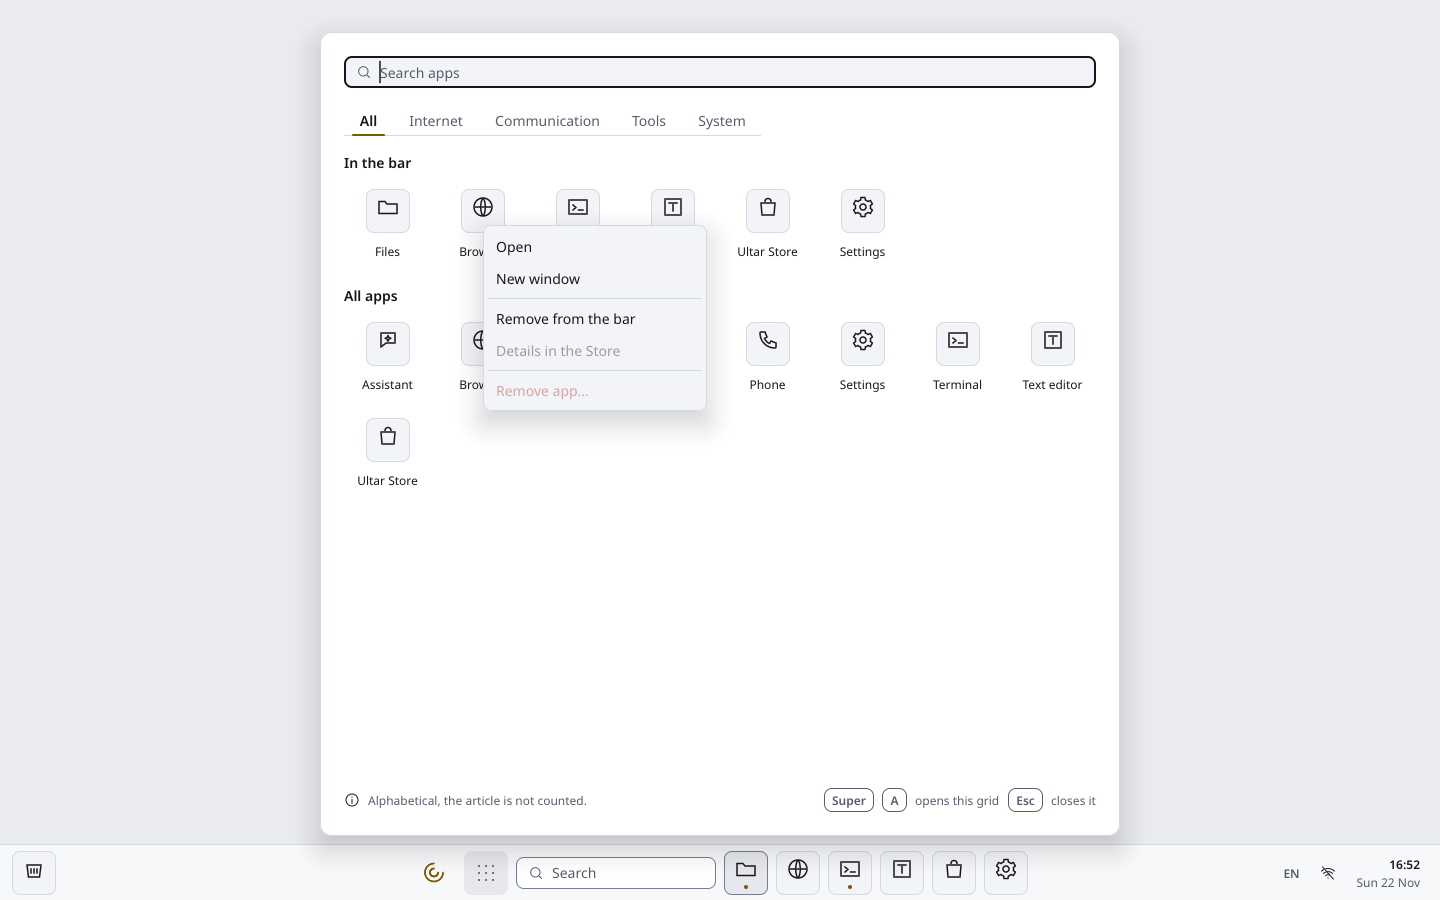 Search apps
All Internet Communication Tools System
In the bar
Files
Ultar Store
Settings
Open
New window
Remove from the bar
Details in the Store
Remove app...
All apps
Assistant
Phone
Settings
Terminal
Text editor
Ultar Store
Alphabetical, the article is not counted.
Super A opens this grid Esc closes it
Search
EN
16:52
Sun 22 Nov